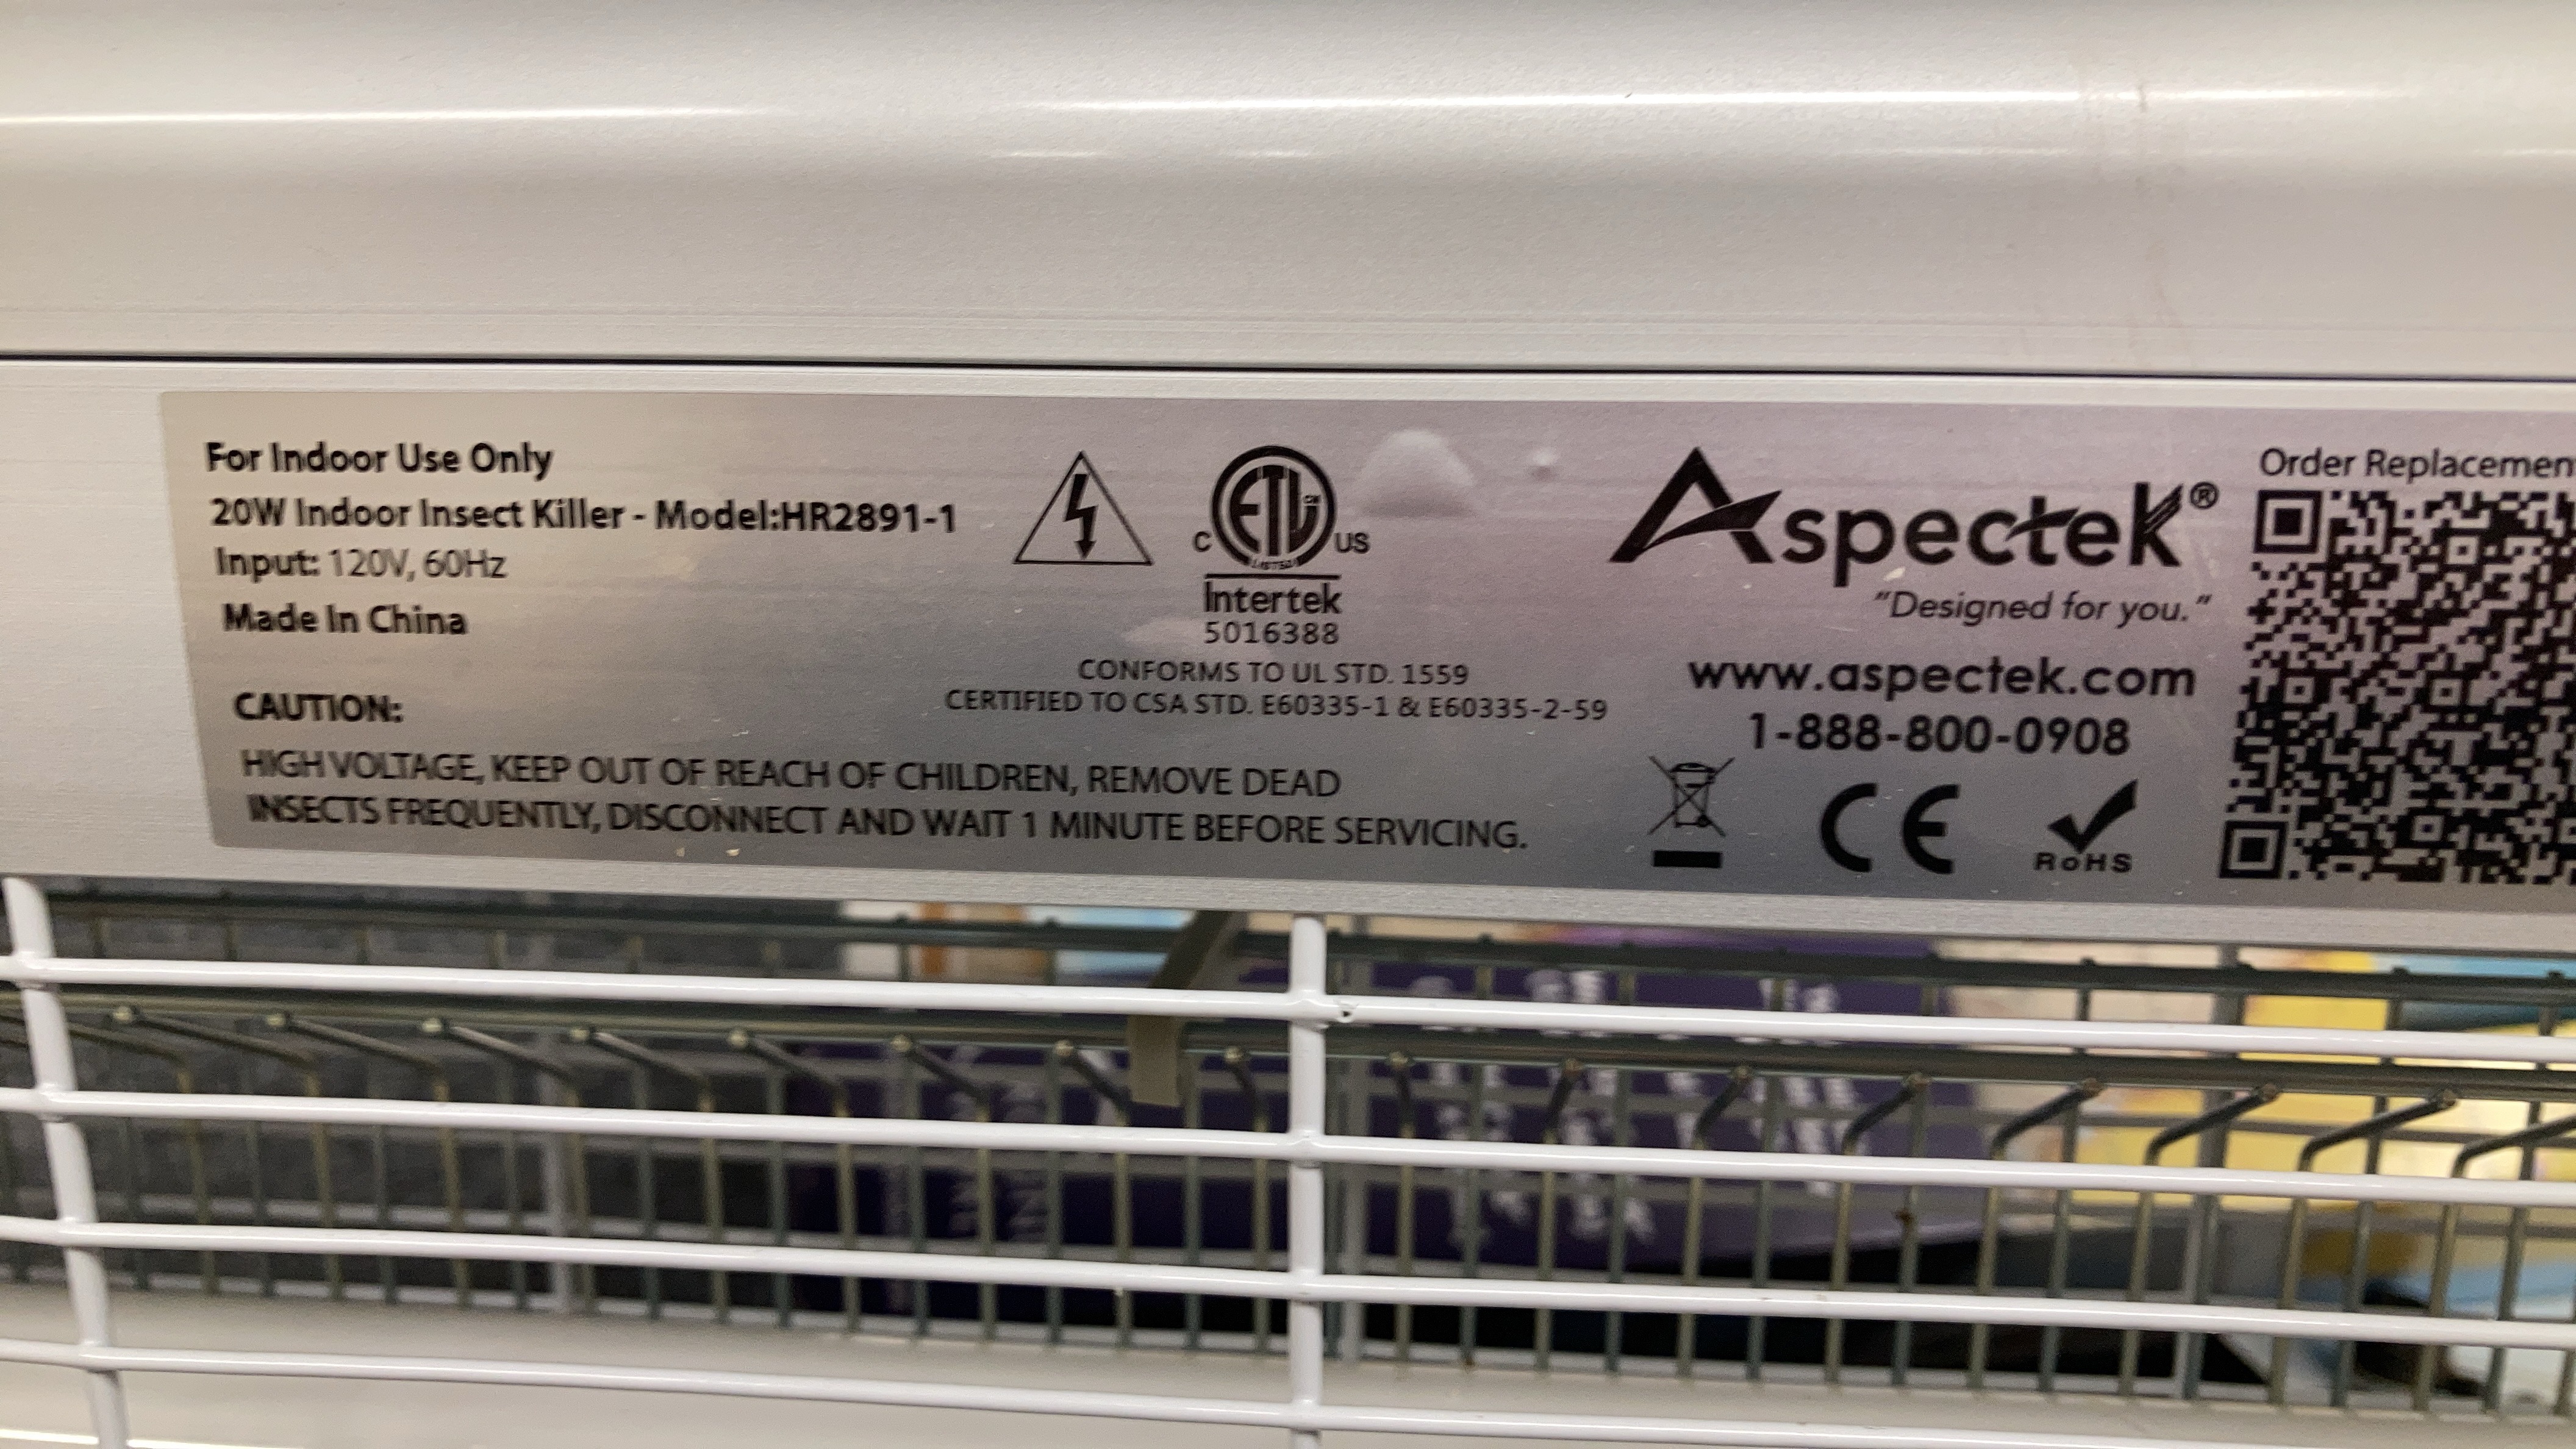 For Indoor Use Only
20W Indoor Insect Killer - Model:HR2891-1
Input: 120V, 60Hz
Made In China
CAUTION:
HIGH VOLTAGE, KEEP OUT OF REACH OF CHILDREN, REMOVE DEAD
INSECTS FREQUENTLY, DISCONNECT AND WAIT 1 MINUTE BEFORE SERVICING.
ETL CM
LISTED
C US
Intertek
5016388
CONFORMS TO UL STD. 1559
CERTIFIED TO CSA STD. E60335-1 & E60335-2-59
Aspectek®
"Designed for you."
www.aspectek.com
1-888-800-0908
CE
RoHS
Order Replacemen